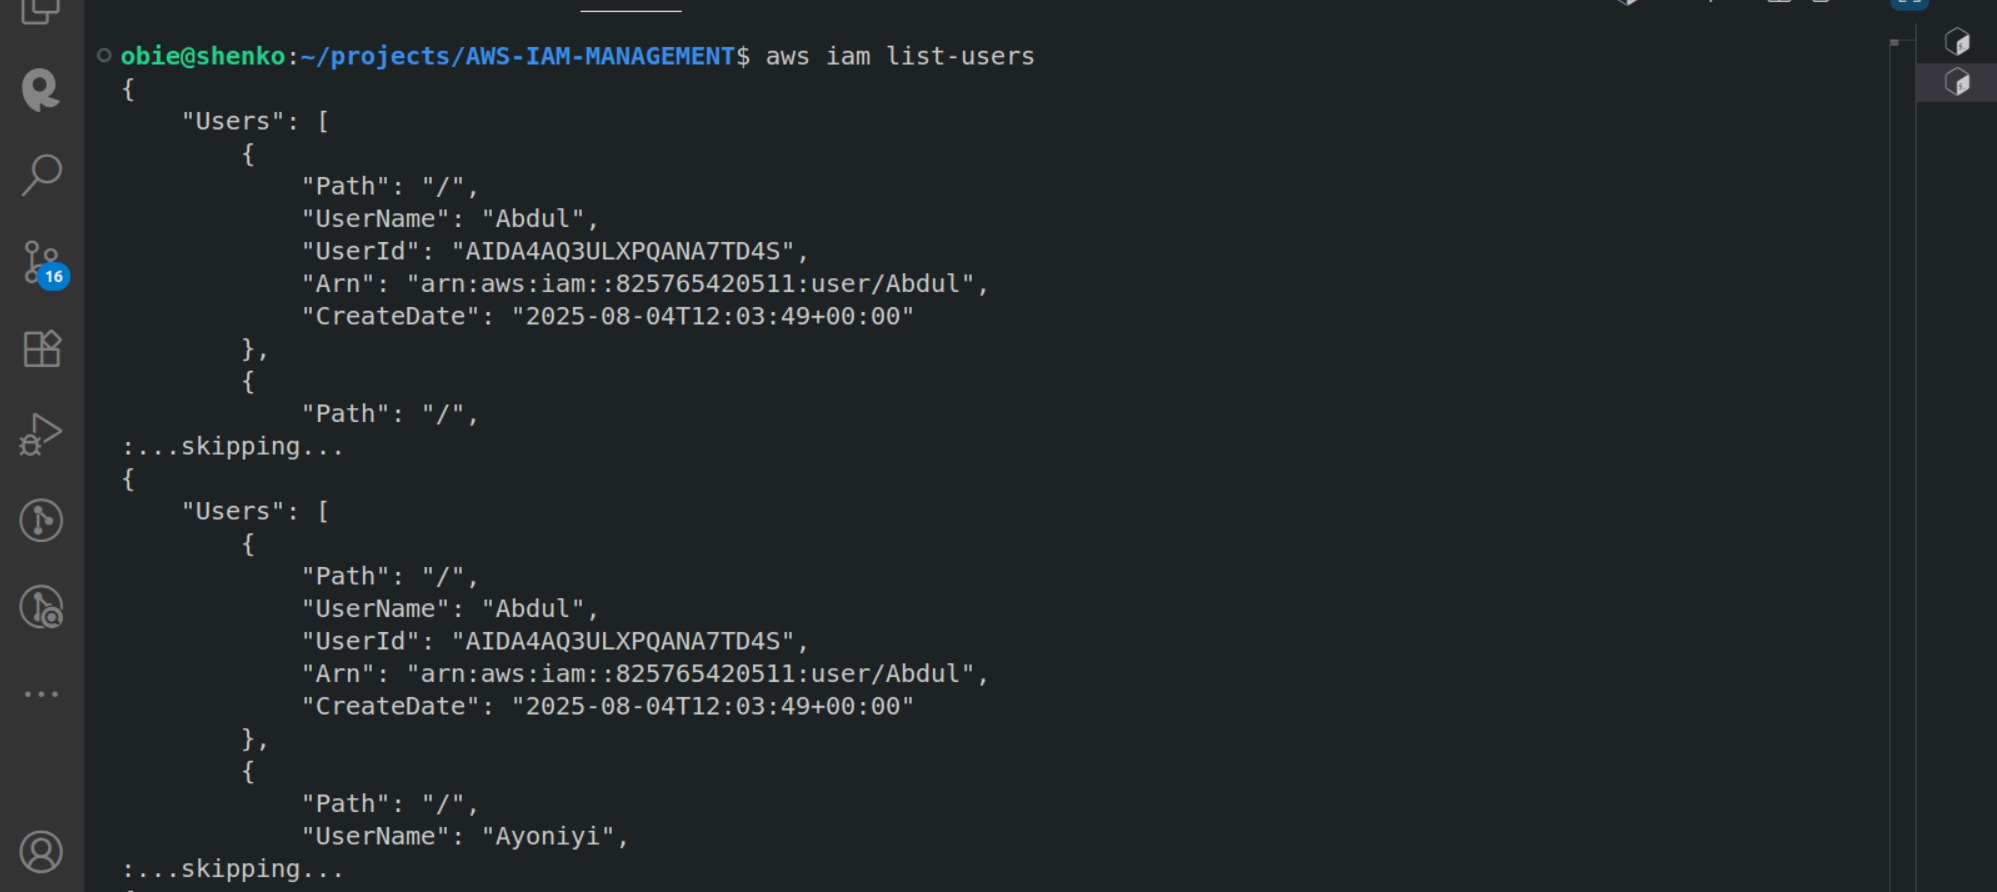 obie@shenko:~/projects/AWS-IAM-MANAGEMENT$ aws iam list-users
{
    "Users": [
        {
            "Path": "/",
            "UserName": "Abdul",
            "UserId": "AIDA4AQ3ULXPQANA7TD4S",
            "Arn": "arn:aws:iam::825765420511:user/Abdul",
            "CreateDate": "2025-08-04T12:03:49+00:00"
        },
        {
            "Path": "/",
:...skipping...
{
    "Users": [
        {
            "Path": "/",
            "UserName": "Abdul",
            "UserId": "AIDA4AQ3ULXPQANA7TD4S",
            "Arn": "arn:aws:iam::825765420511:user/Abdul",
            "CreateDate": "2025-08-04T12:03:49+00:00"
        },
        {
            "Path": "/",
            "UserName": "Ayoniyi",
:...skipping...
16